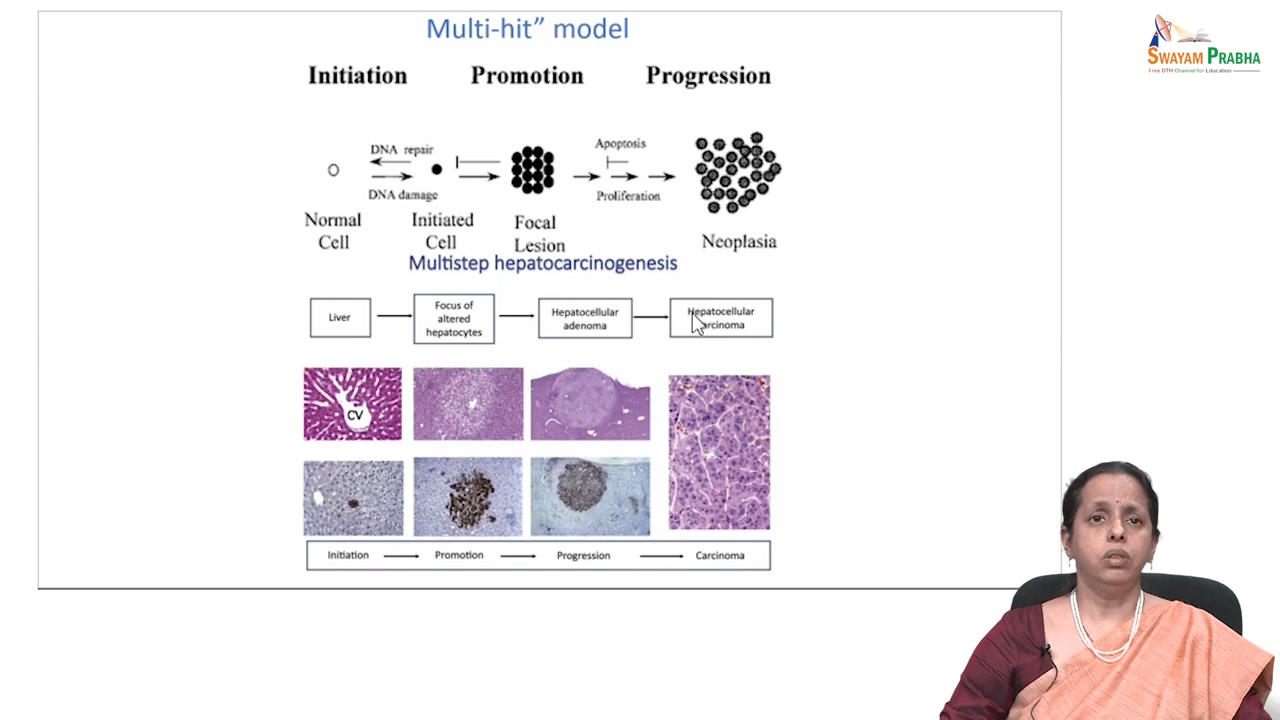 Multi-hit” model
SWAYAM PRABHA
Free DTH Channel for Education
Initiation Promotion Progression
DNA repair
Apoptosis
DNA damage
Proliferation
Normal
Cell
Initiated
Cell
Focal
Lesion
Neoplasia
Multistep hepatocarcinogenesis
Liver
Focus of
altered
hepatocytes
Hepatocellular
adenoma
Hepatocellular
arcinoma
CV
Initiation Promotion Progression Carcinoma